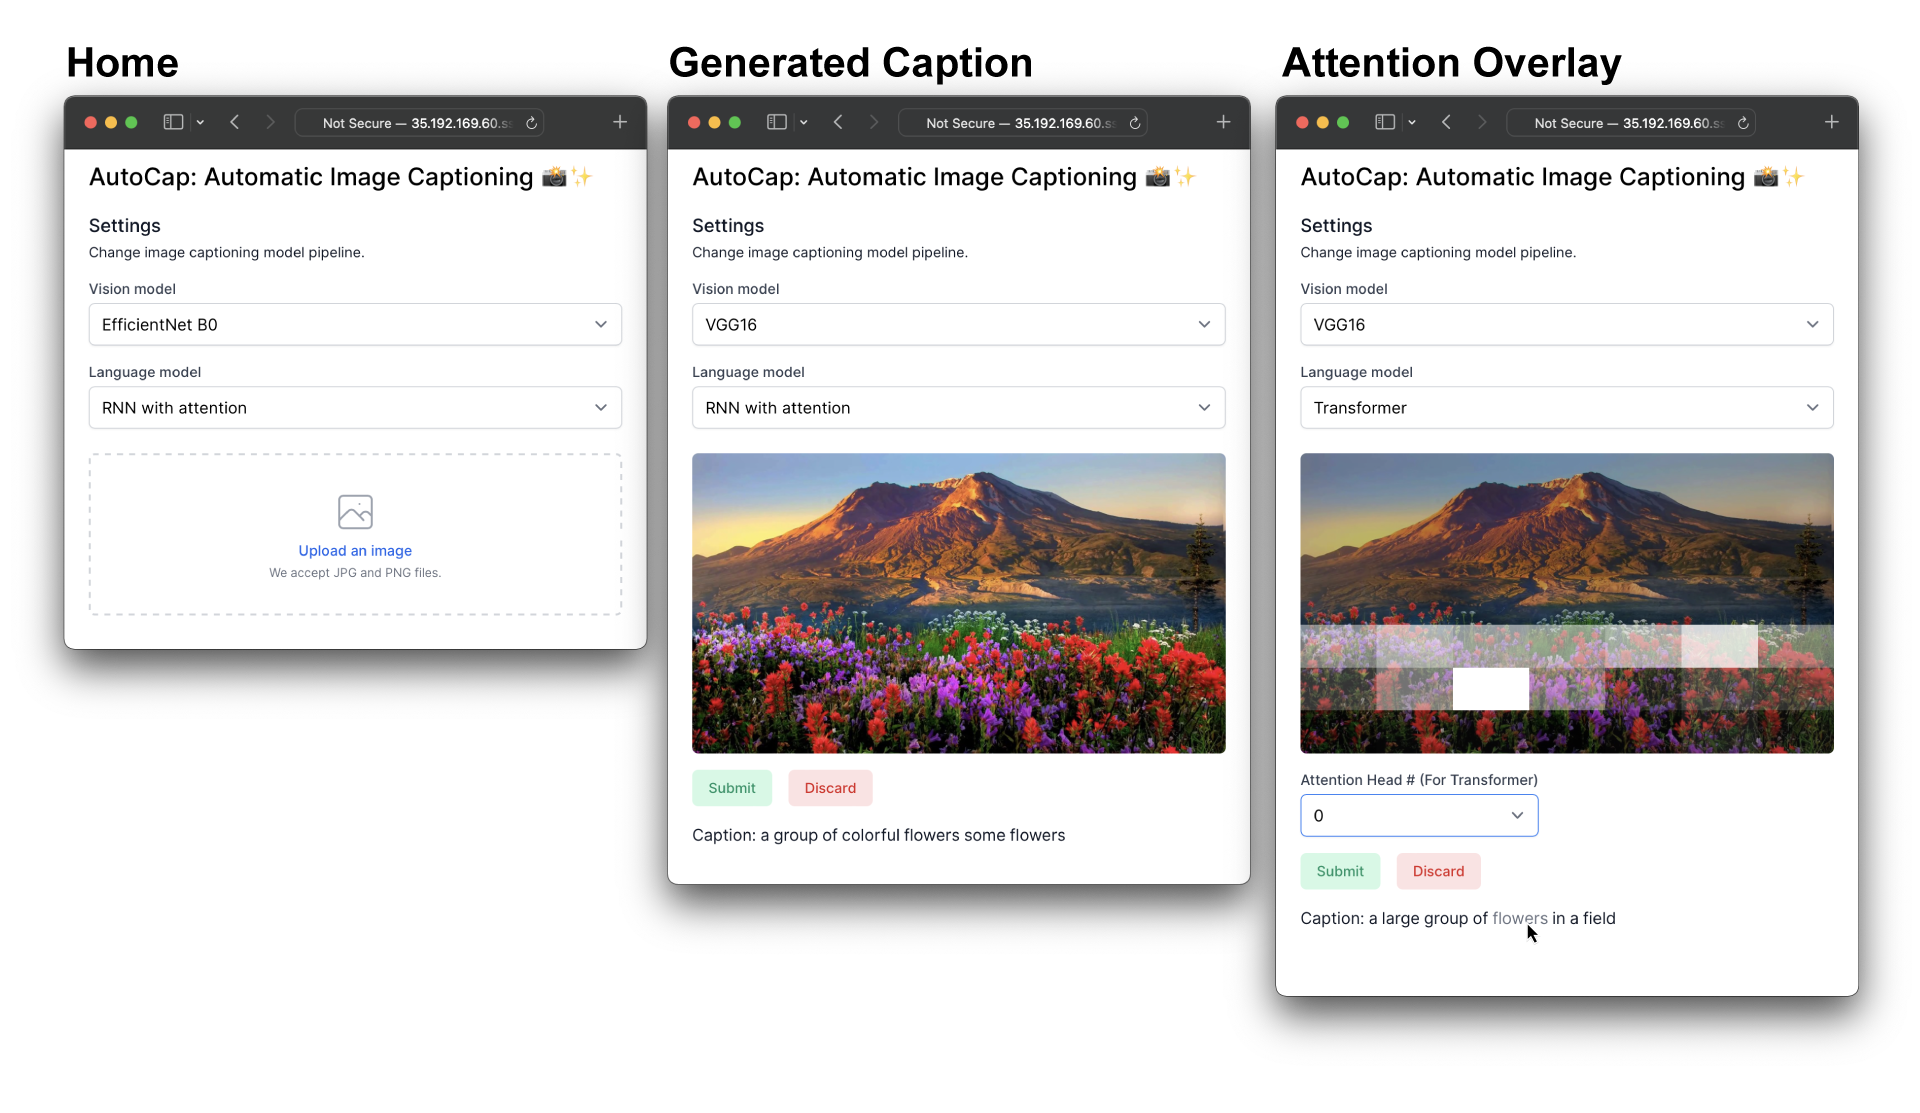 Home
Not Secure — 35.192.169.60.ss
AutoCap: Automatic Image Captioning 📸✨
Settings
Change image captioning model pipeline.
Vision model
EfficientNet B0
Language model
RNN with attention
Upload an image
We accept JPG and PNG files.
Generated Caption
Not Secure — 35.192.169.60.ss
AutoCap: Automatic Image Captioning 📸✨
Settings
Change image captioning model pipeline.
Vision model
VGG16
Language model
RNN with attention
Submit Discard
Caption: a group of colorful flowers some flowers
Attention Overlay
Not Secure — 35.192.169.60.ss
AutoCap: Automatic Image Captioning 📸✨
Settings
Change image captioning model pipeline.
Vision model
VGG16
Language model
Transformer
Attention Head # (For Transformer)
0
Submit Discard
Caption: a large group of flowers in a field